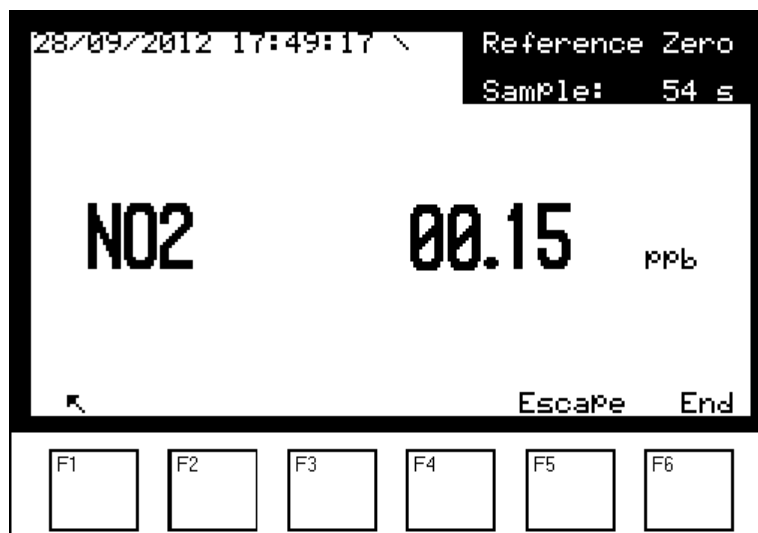 28/09/2012 17:49:17 \ Reference Zero
Sample: 54 s
NO2 00.15 ppb
Escape End
F1 F2 F3 F4 F5 F6